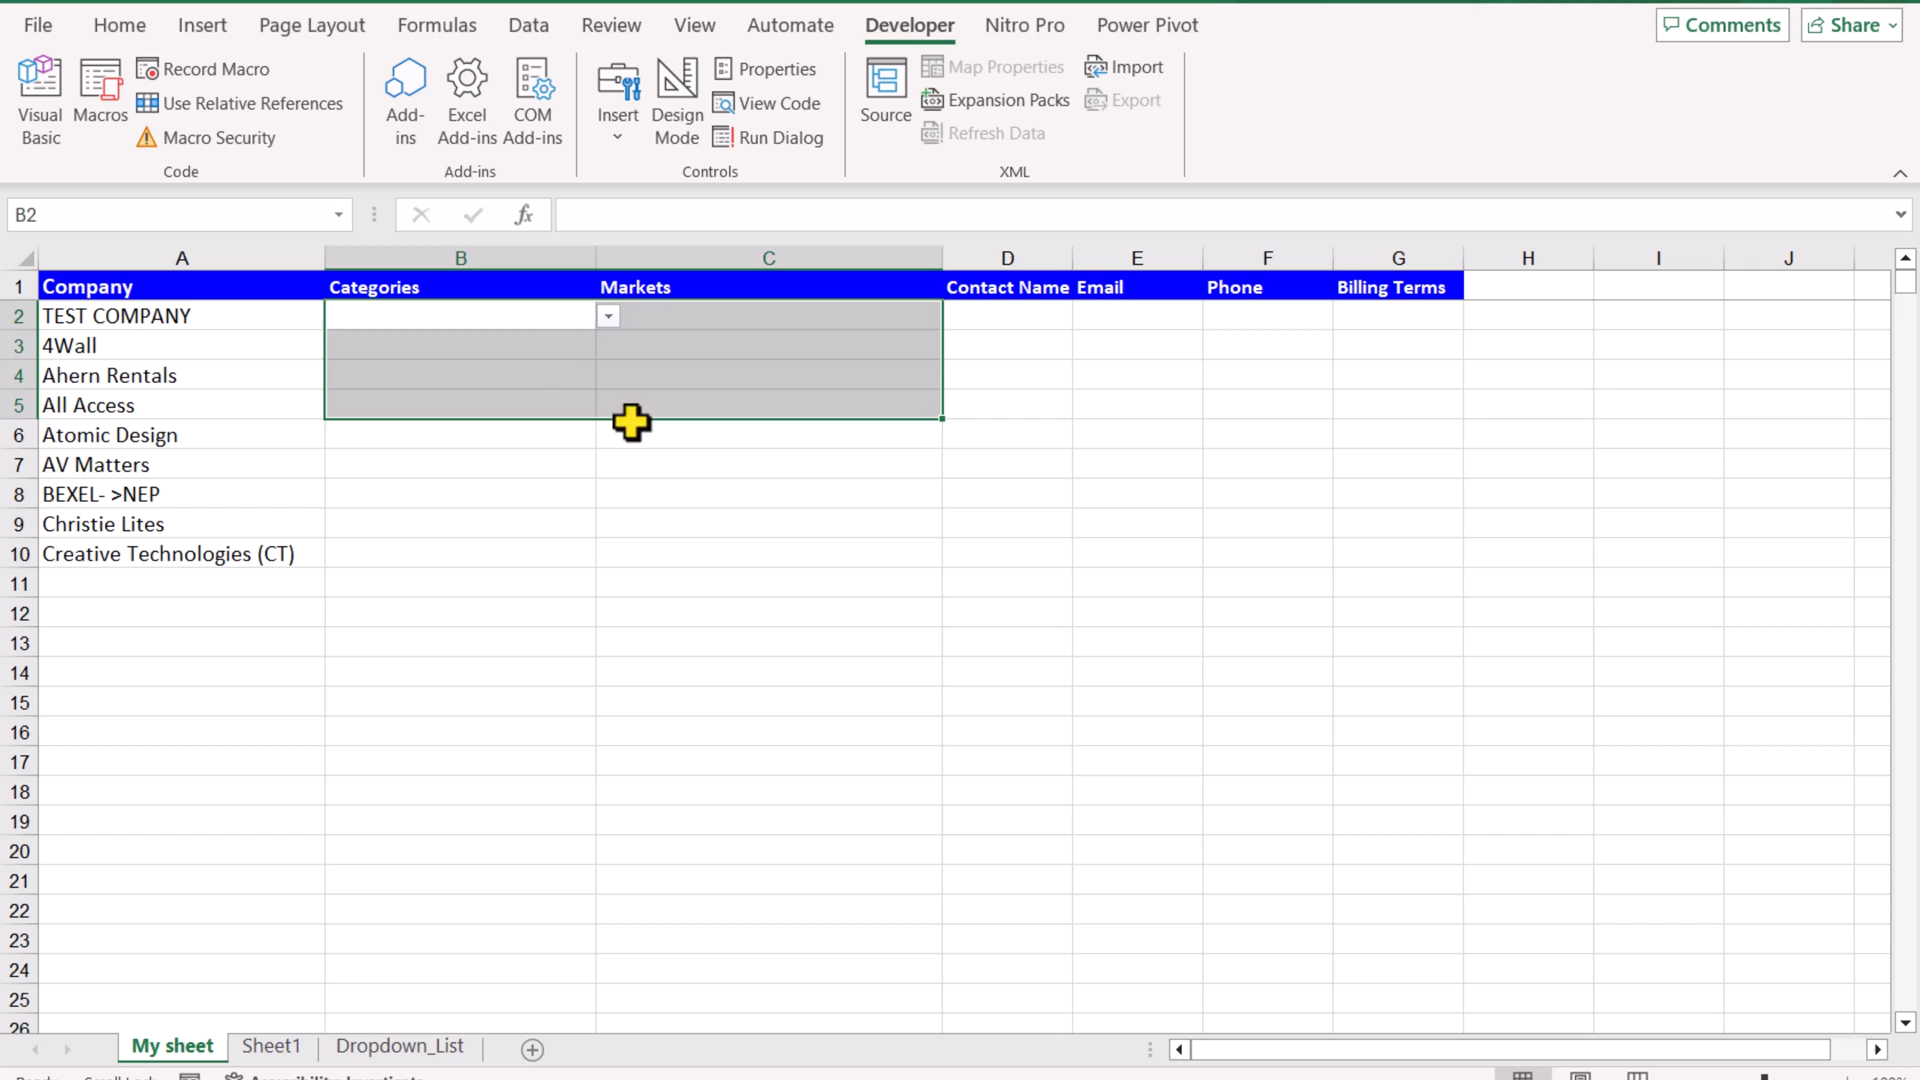 File Home Insert Page Layout Formulas Data Review View Automate Developer Nitro Pro Power Pivot Comments Share
Visual Basic
Macros
Record Macro
Use Relative References
Macro Security
Code
Add-ins
Excel Add-ins
COM Add-ins
Add-ins
Insert
Design Mode
Properties
View Code
Run Dialog
Controls
Source
Map Properties
Expansion Packs
Refresh Data
Import
Export
XML
B2 fx
A B C D E F G H I J
1 Company Categories Markets Contact Name Email Phone Billing Terms
2 TEST COMPANY
3 4Wall
4 Ahern Rentals
5 All Access
6 Atomic Design
7 AV Matters
8 BEXEL- >NEP
9 Christie Lites
10 Creative Technologies (CT)
11
12
13
14
15
16
17
18
19
20
21
22
23
24
25
26
My sheet Sheet1 Dropdown_List